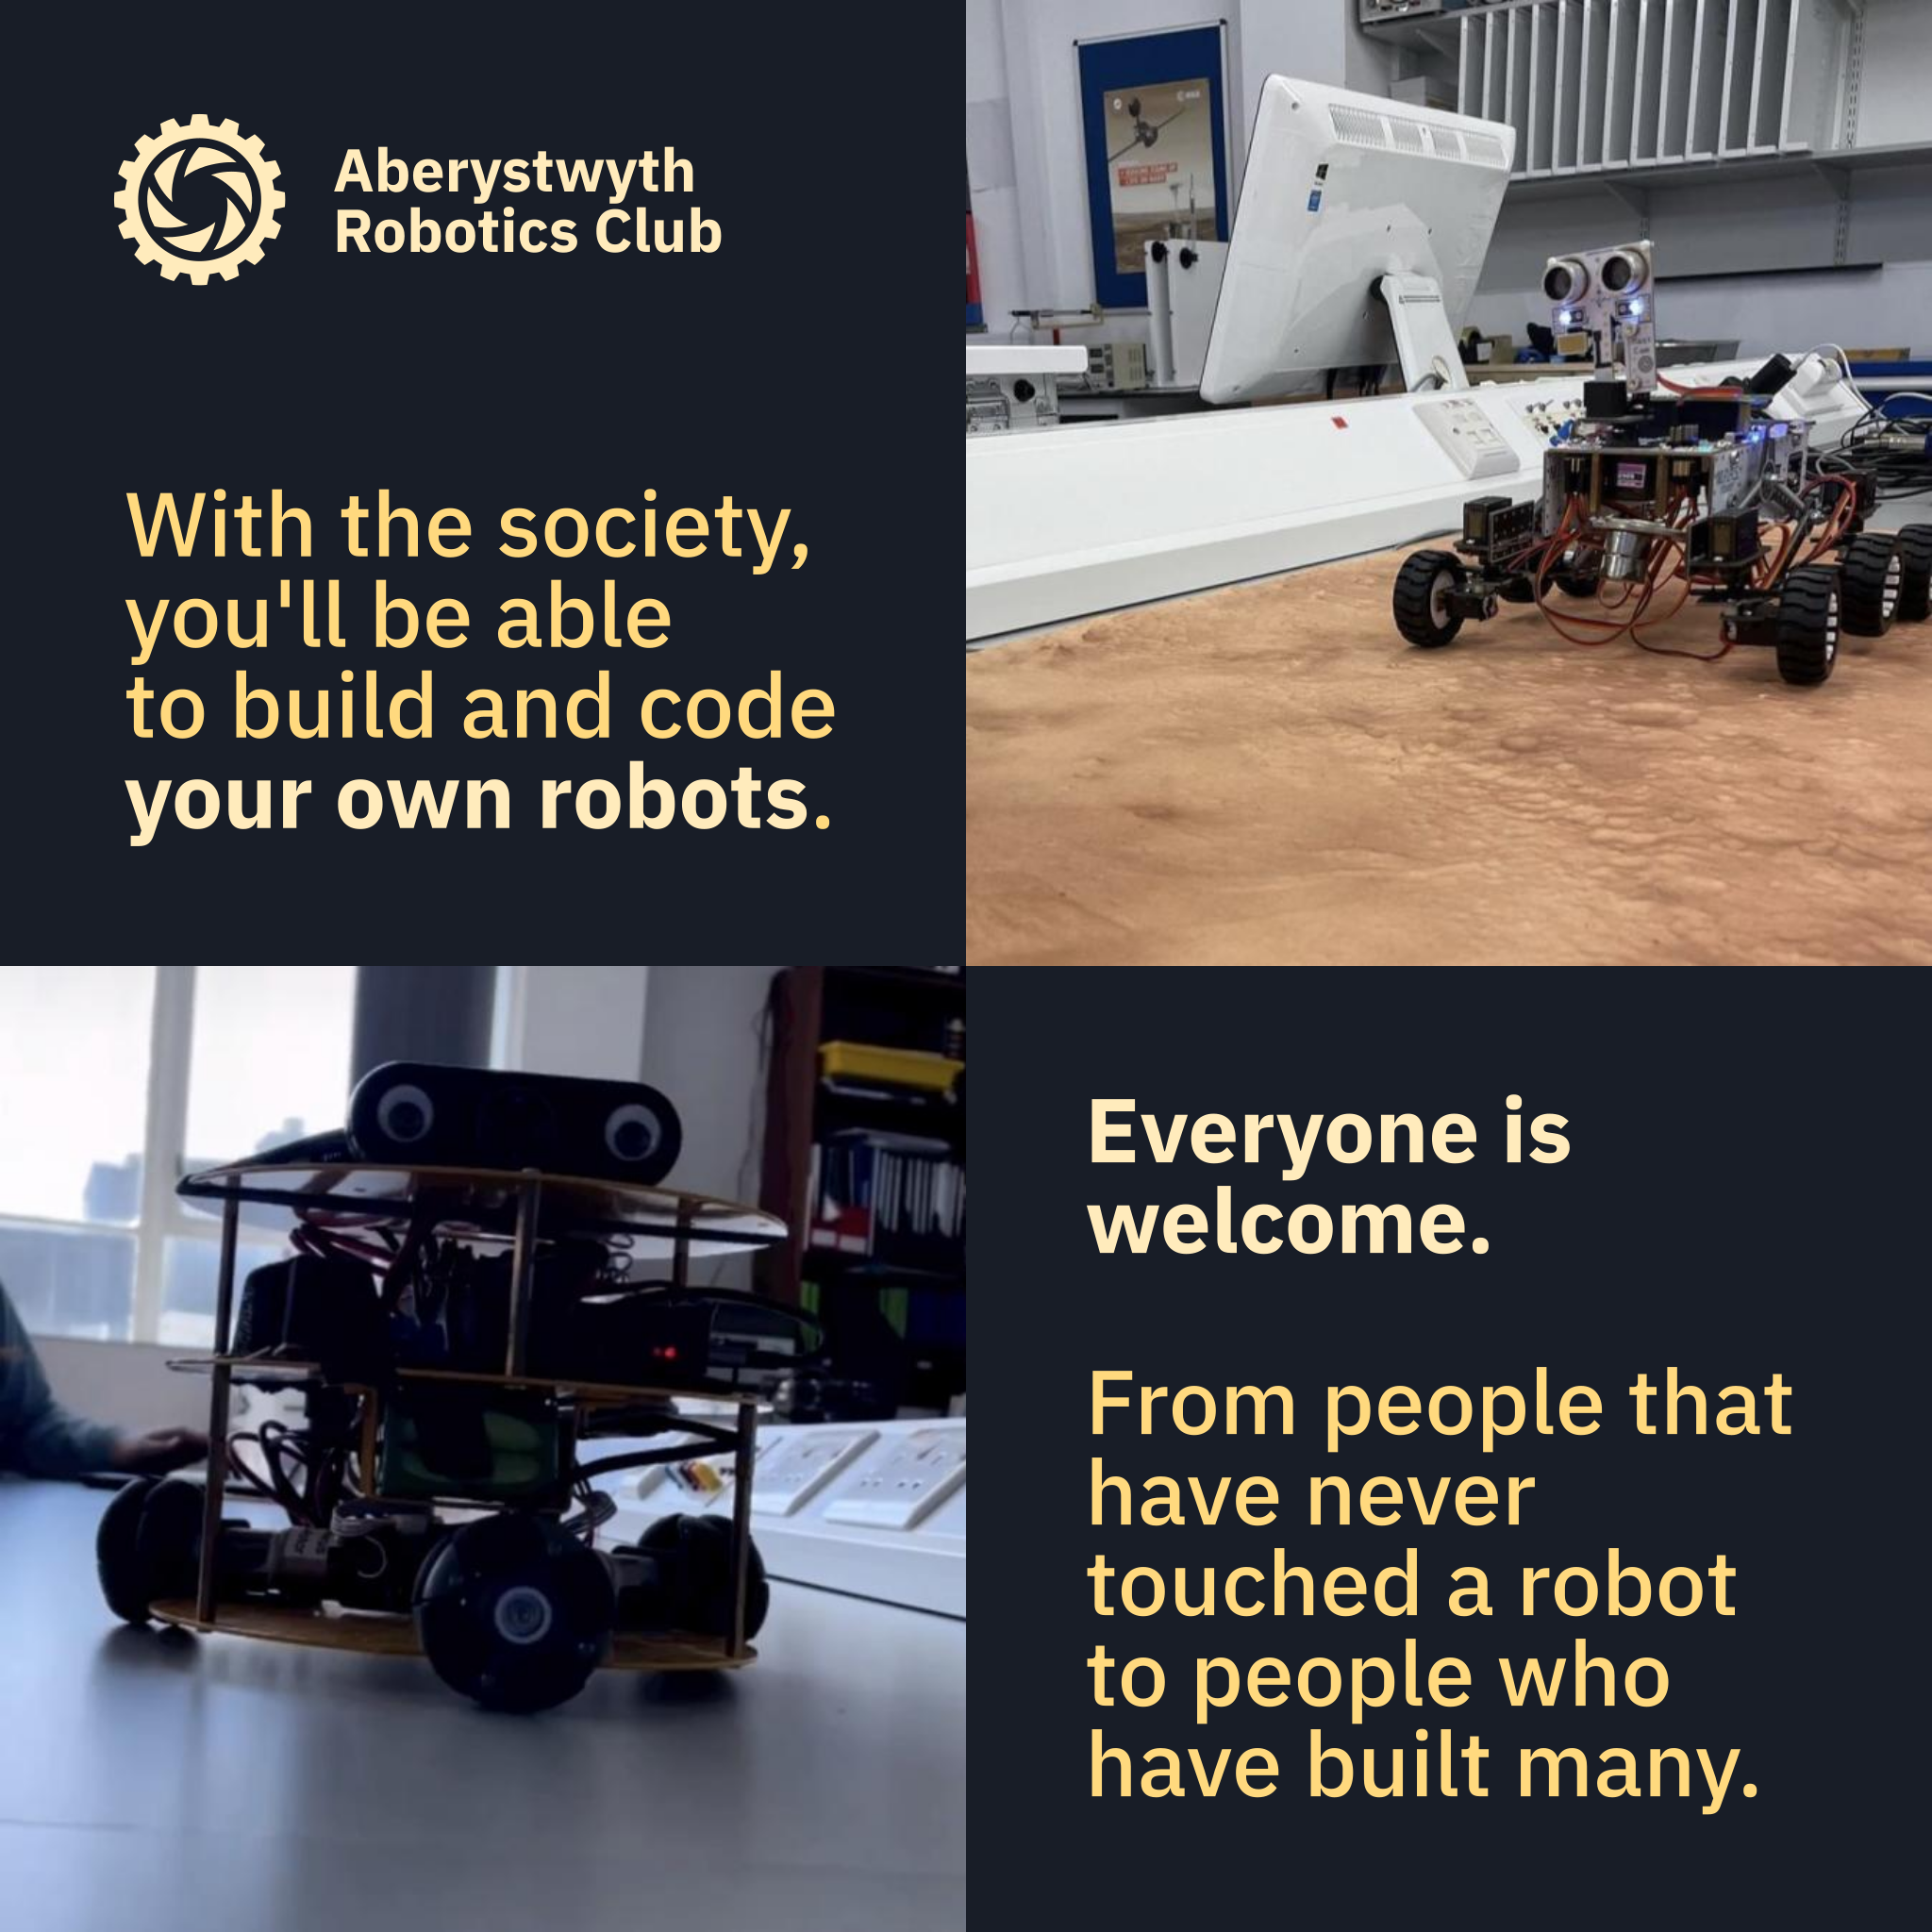 Aberystwyth
Robotics Club
With the society,
you'll be able
to build and code
your own robots.
Everyone is
welcome.
From people that
have never
touched a robot
to people who
have built many.